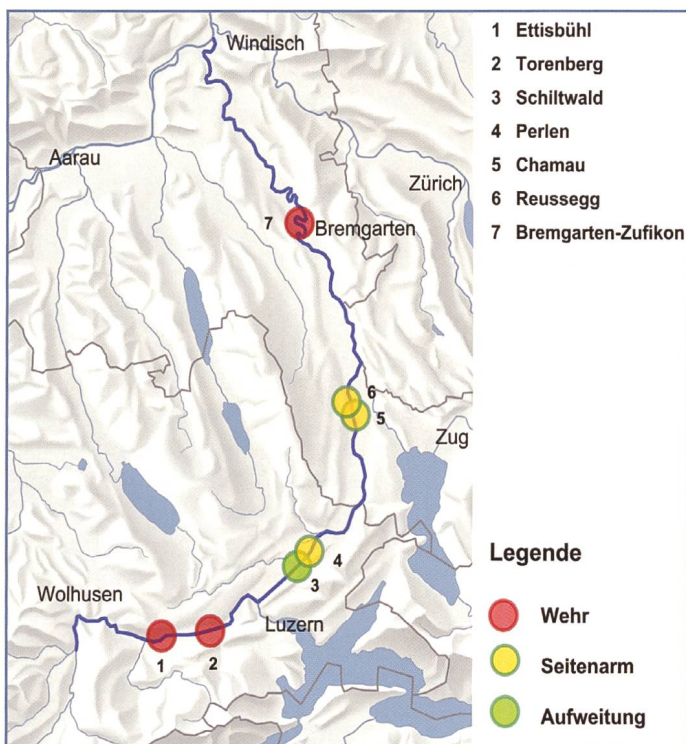 Windisch
Aarau
Zürich
7
Bremgarten
6
5
Zug
4
3
Wolhusen
Luzern
1
2
1 Ettisbühl
2 Torenberg
3 Schiltwald
4 Perlen
5 Chamau
6 Reussegg
7 Bremgarten-Zufikon
Legende
Wehr
Seitenarm
Aufweitung